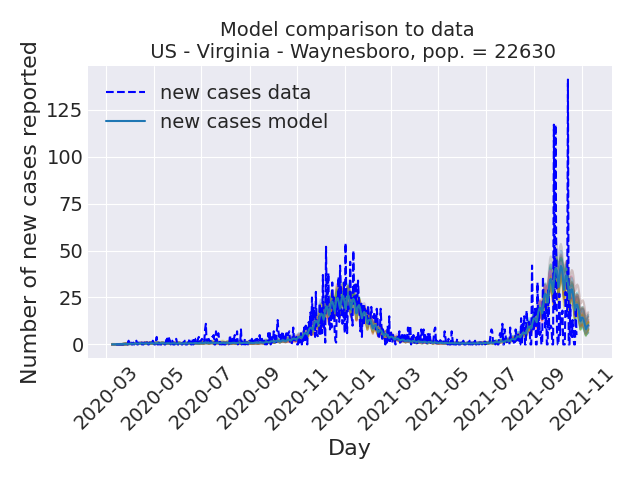 Model comparison to data
US - Virginia - Waynesboro, pop. = 22630
Number of new cases reported
new cases data
new cases model
125
100
75
50
25
0
2020-03
2020-05
2020-07
2020-09
2020-11
2021-01
2021-03
2021-05
2021-07
2021-09
2021-11
Day